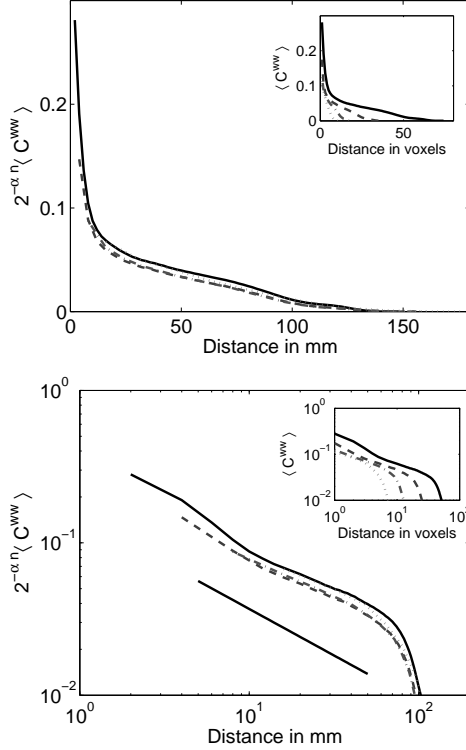 0.2
0.1
0
2^{-α n}⟨ C^{ww} ⟩
0 50 100 150
Distance in mm
0.2
0.1
0
⟨ C^{ww} ⟩
0 50
Distance in voxels
10^0
10^{-1}
10^{-2}
2^{-α n}⟨ C^{ww} ⟩
10^0 10^1 10^2
Distance in mm
10^0
10^{-1}
10^{-2}
⟨ C^{ww} ⟩
10^0 10^1
Distance in voxels